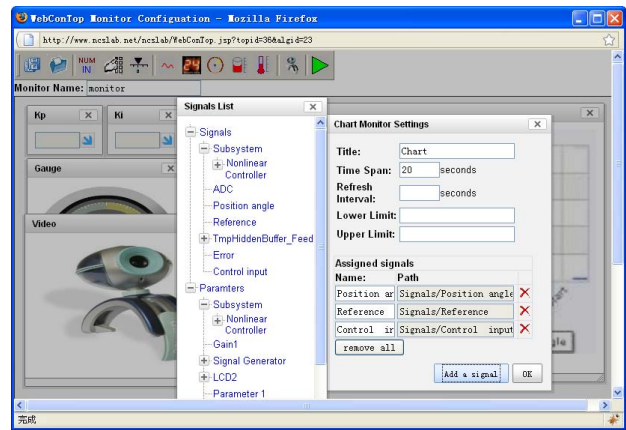 WebConTop Monitor Configuation - Mozilla Firefox
http://www.ncslab.net/ncslab/WebConTop.jsp?topid=36&algid=23
NUM
IN
24
Monitor Name: monitor
Kp
Ki
Gauge
Video
Signals List
Signals
Subsystem
Nonlinear
Controller
ADC
Position angle
Reference
TmpHiddenBuffer_Feed
Error
Control input
Paramters
Subsystem
Nonlinear
Controller
Gain1
Signal Generator
LCD2
Parameter 1
Chart Monitor Settings
Title: Chart
Time Span: 20 seconds
Refresh
Interval: seconds
Lower Limit:
Upper Limit:
Assigned signals
Name: Path
Position ar Signals/Position angle
Reference Signals/Reference
Control ir Signals/Control input
remove all
Add a signal OK
gle
完成